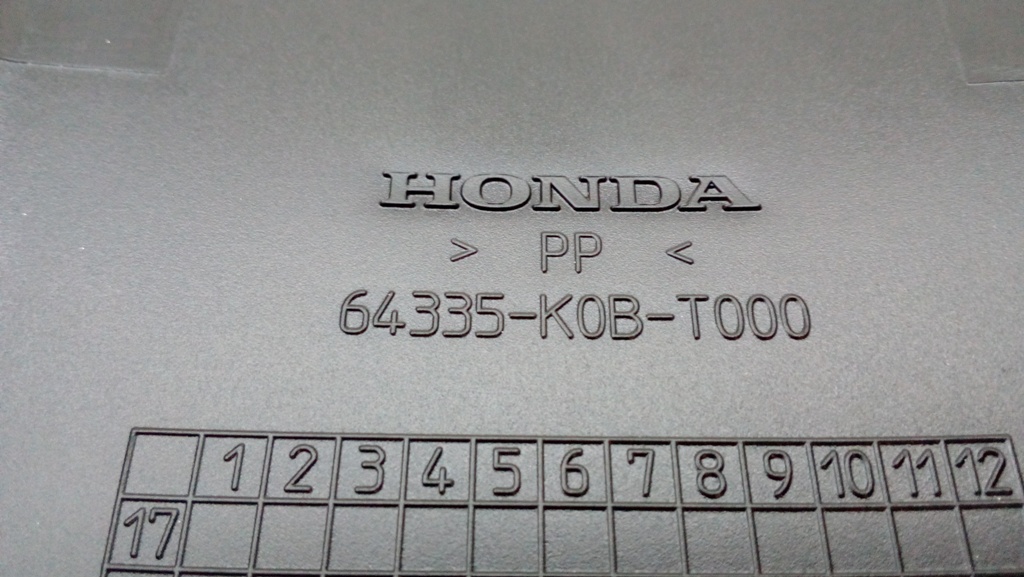 HONDA
> PP <
64335-K0B-T000
1 2 3 4 5 6 7 8 9 10 11 12
17